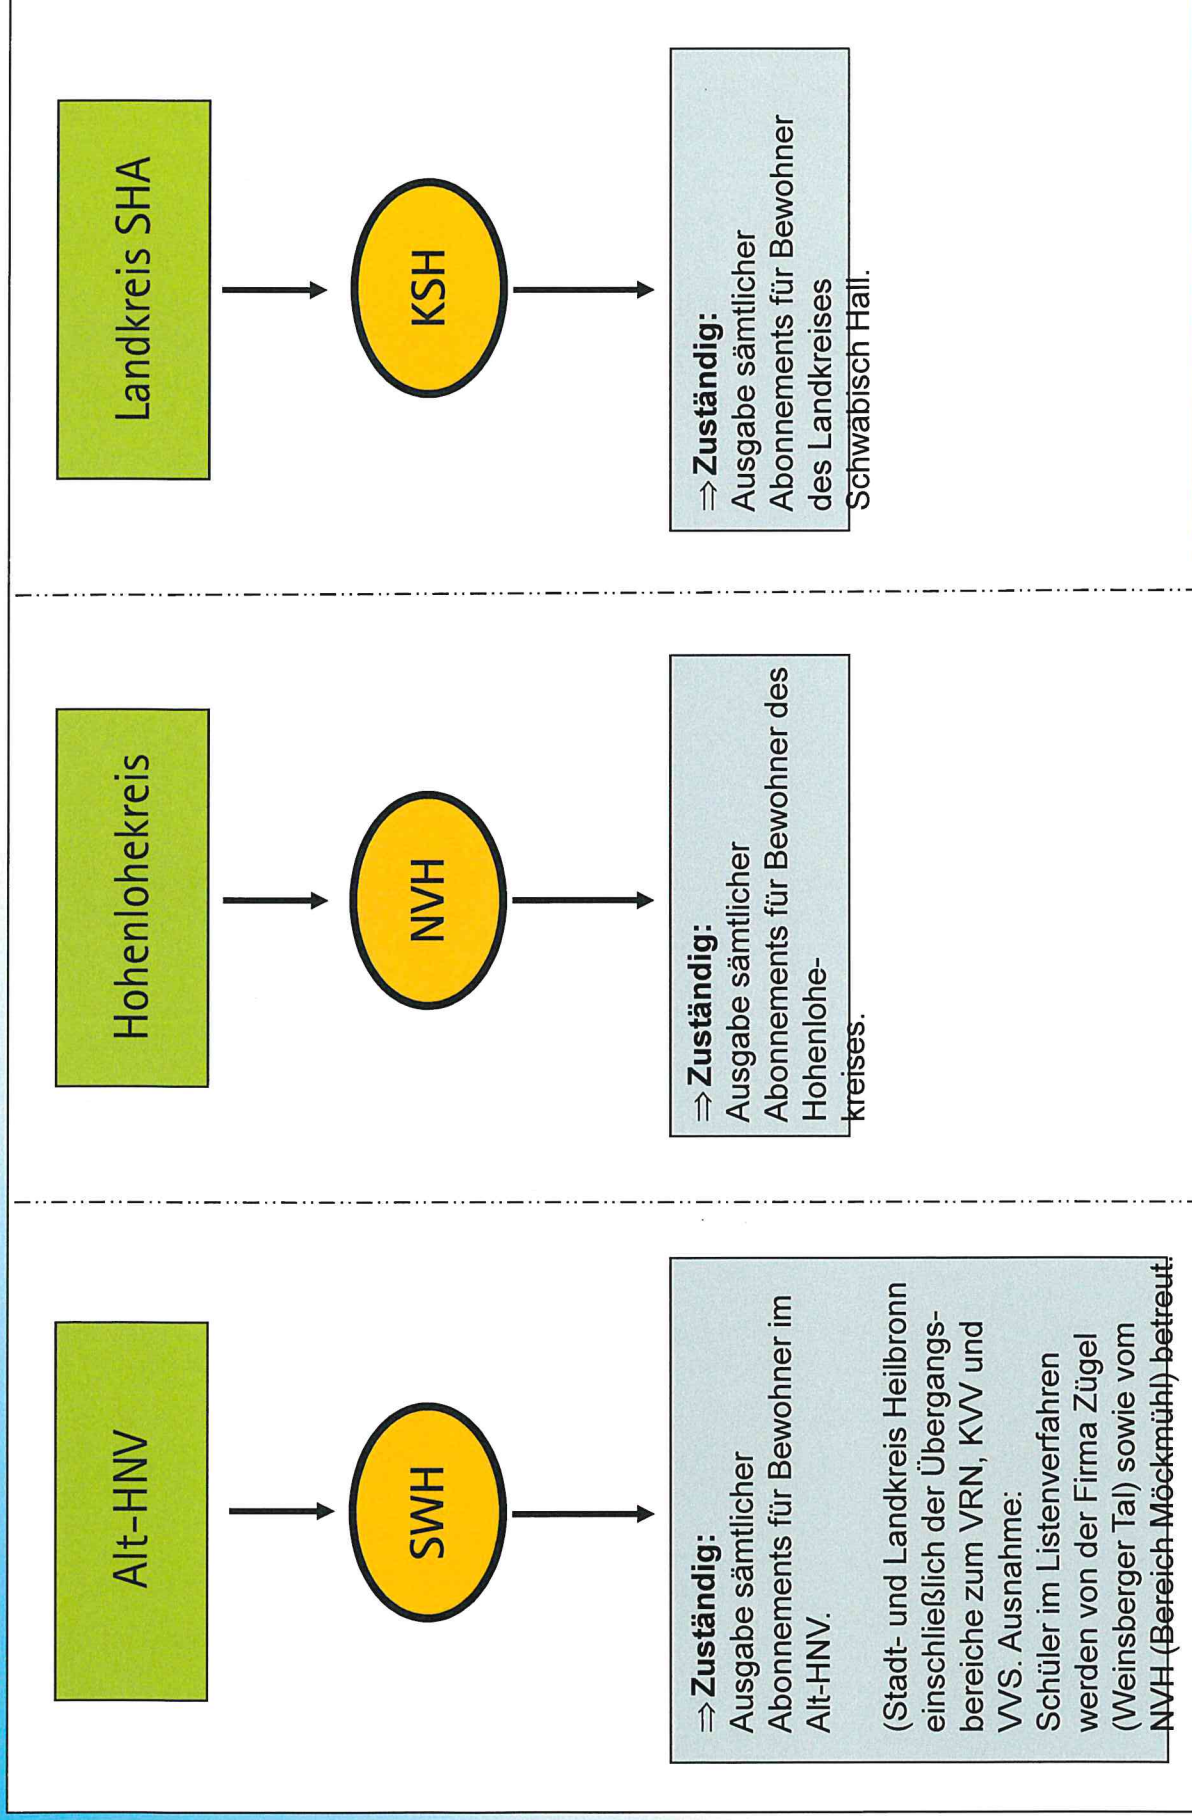 Alt-HNV
SWH
⇒Zuständig:
Ausgabe sämtlicher
Abonnements für Bewohner im
Alt-HNV.
(Stadt- und Landkreis Heilbronn
einschließlich der Übergangs-
bereiche zum VRN, KVV und
VVS. Ausnahme:
Schüler im Listenverfahren
werden von der Firma Zügel
(Weinsberger Tal) sowie vom
NVH (Bereich Möckmühl) betreut.
Hohenlohekreis
NVH
⇒Zuständig:
Ausgabe sämtlicher
Abonnements für Bewohner des
Hohenlohe-
kreises.
Landkreis SHA
KSH
⇒Zuständig:
Ausgabe sämtlicher
Abonnements für Bewohner
des Landkreises
Schwäbisch Hall.